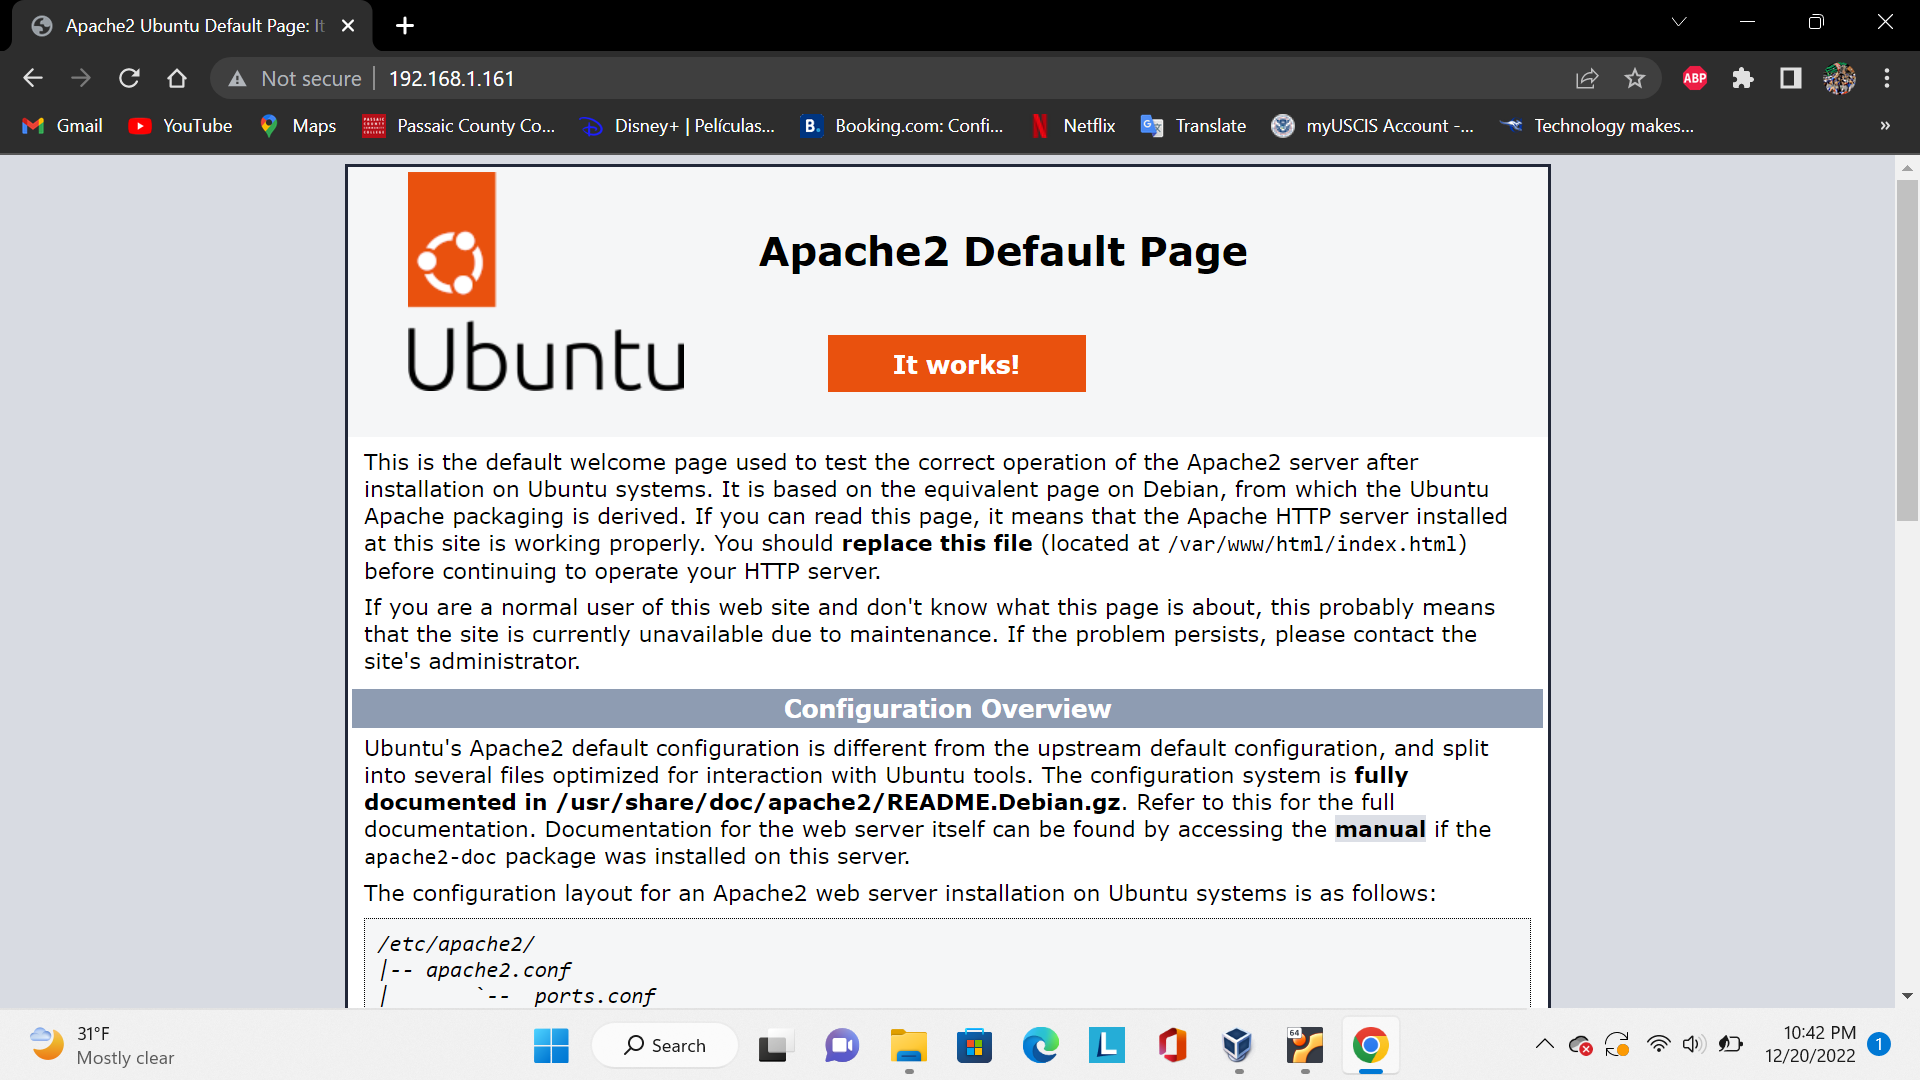 Apache2 Ubuntu Default Page: It
Not secure
192.168.1.161
ABP
Gmail
YouTube
Maps
Passaic County Co...
Disney+ | Películas...
B.
Booking.com: Confi...
Netflix
Translate
myUSCIS Account -...
Technology makes...
»
Ubuntu
Apache2 Default Page
It works!
This is the default welcome page used to test the correct operation of the Apache2 server after
installation on Ubuntu systems. It is based on the equivalent page on Debian, from which the Ubuntu
Apache packaging is derived. If you can read this page, it means that the Apache HTTP server installed
at this site is working properly. You should replace this file (located at /var/www/html/index.html)
before continuing to operate your HTTP server.
If you are a normal user of this web site and don't know what this page is about, this probably means
that the site is currently unavailable due to maintenance. If the problem persists, please contact the
site's administrator.
Configuration Overview
Ubuntu's Apache2 default configuration is different from the upstream default configuration, and split
into several files optimized for interaction with Ubuntu tools. The configuration system is fully
documented in /usr/share/doc/apache2/README.Debian.gz. Refer to this for the full
documentation. Documentation for the web server itself can be found by accessing the manual if the
apache2-doc package was installed on this server.
The configuration layout for an Apache2 web server installation on Ubuntu systems is as follows:
/etc/apache2/
|-- apache2.conf
|       `--  ports.conf
31°F
Mostly clear
Search
L
64
10:42 PM
12/20/2022
1